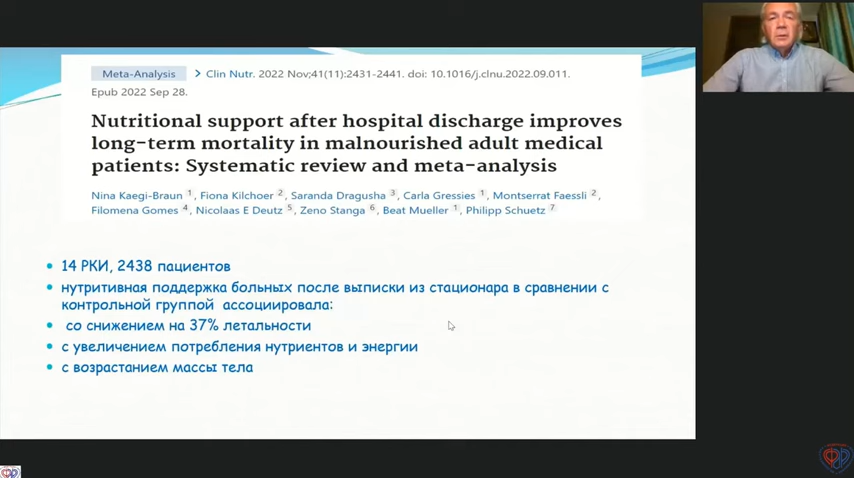 Meta-Analysis > Clin Nutr. 2022 Nov;41(11):2431-2441. doi: 10.1016/j.clnu.2022.09.011.
Epub 2022 Sep 28.
Nutritional support after hospital discharge improves
long-term mortality in malnourished adult medical
patients: Systematic review and meta-analysis
Nina Kaegi-Braun 1, Fiona Kilchoer 2, Saranda Dragusha 3, Carla Gressies 1, Montserrat Faessli 2,
Filomena Gomes 4, Nicolaas E Deutz 5, Zeno Stanga 6, Beat Mueller 1, Philipp Schuetz 7
• 14 РКИ, 2438 пациентов
• нутритивная поддержка больных после выписки из стационара в сравнении с
контрольной группой ассоциировала:
• со снижением на 37% летальности
• с увеличением потребления нутриентов и энергии
• с возрастанием массы тела